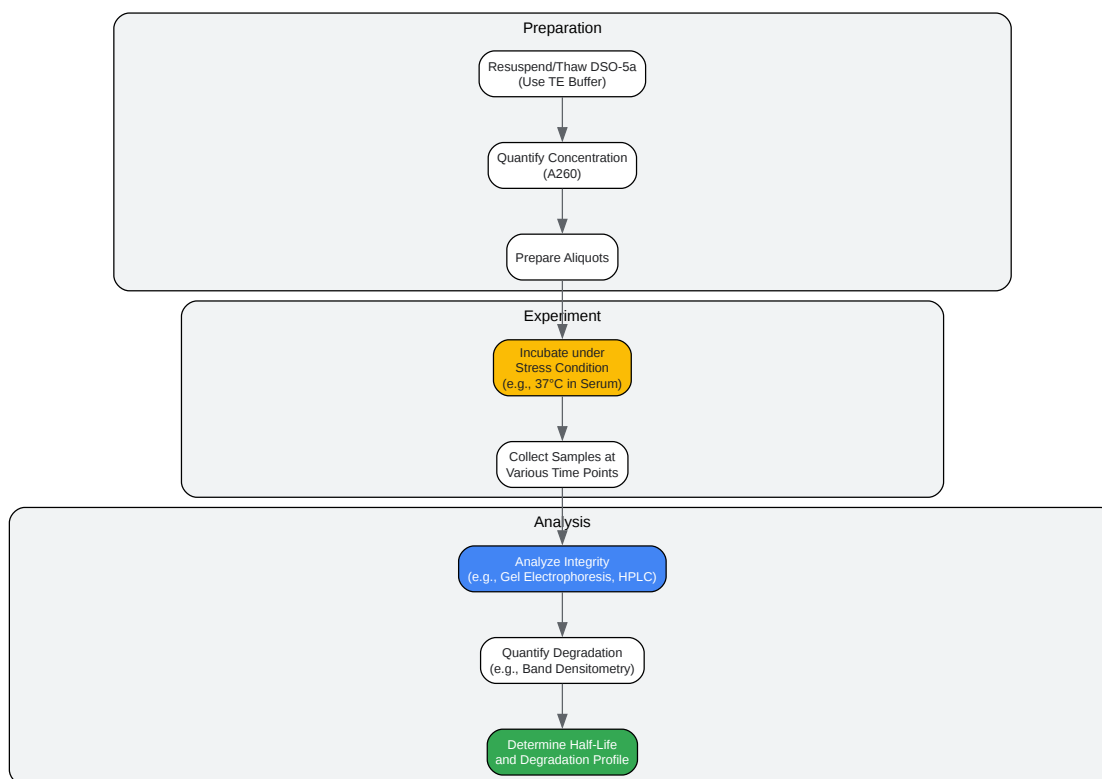 Preparation
Resuspend/Thaw DSO-5a
(Use TE Buffer)
Quantify Concentration
(A260)
Prepare Aliquots
Experiment
Incubate under
Stress Condition
(e.g., 37°C in Serum)
Collect Samples at
Various Time Points
Analysis
Analyze Integrity
(e.g., Gel Electrophoresis, HPLC)
Quantify Degradation
(e.g., Band Densitometry)
Determine Half-Life
and Degradation Profile